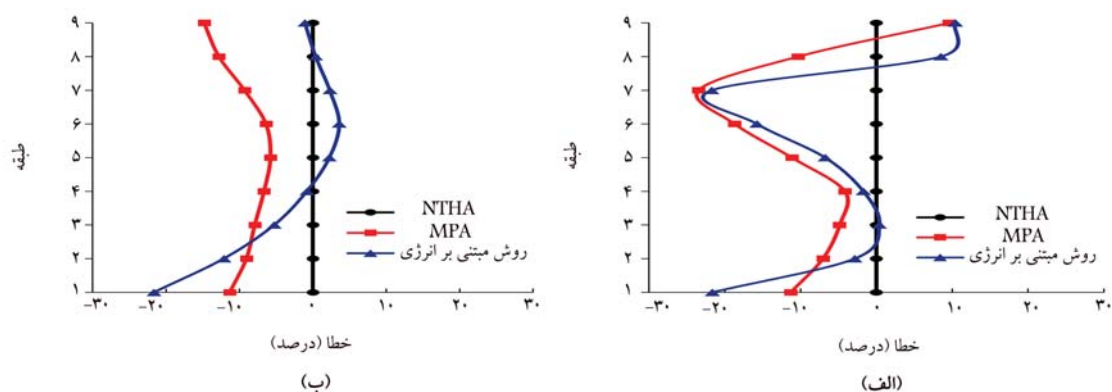 ۹
۸
۷
۶
۵
۴
۳
۲
۱
طبقه
NTHA
MPA
روش مبتنی بر انرژی
−۳۰ −۲۰ −۱۰ ۰ ۱۰ ۲۰ ۳۰
خطا (درصد)
(الف)
۹
۸
۷
۶
۵
۴
۳
۲
۱
طبقه
NTHA
MPA
روش مبتنی بر انرژی
−۳۰ −۲۰ −۱۰ ۰ ۱۰ ۲۰ ۳۰
خطا (درصد)
(ب)